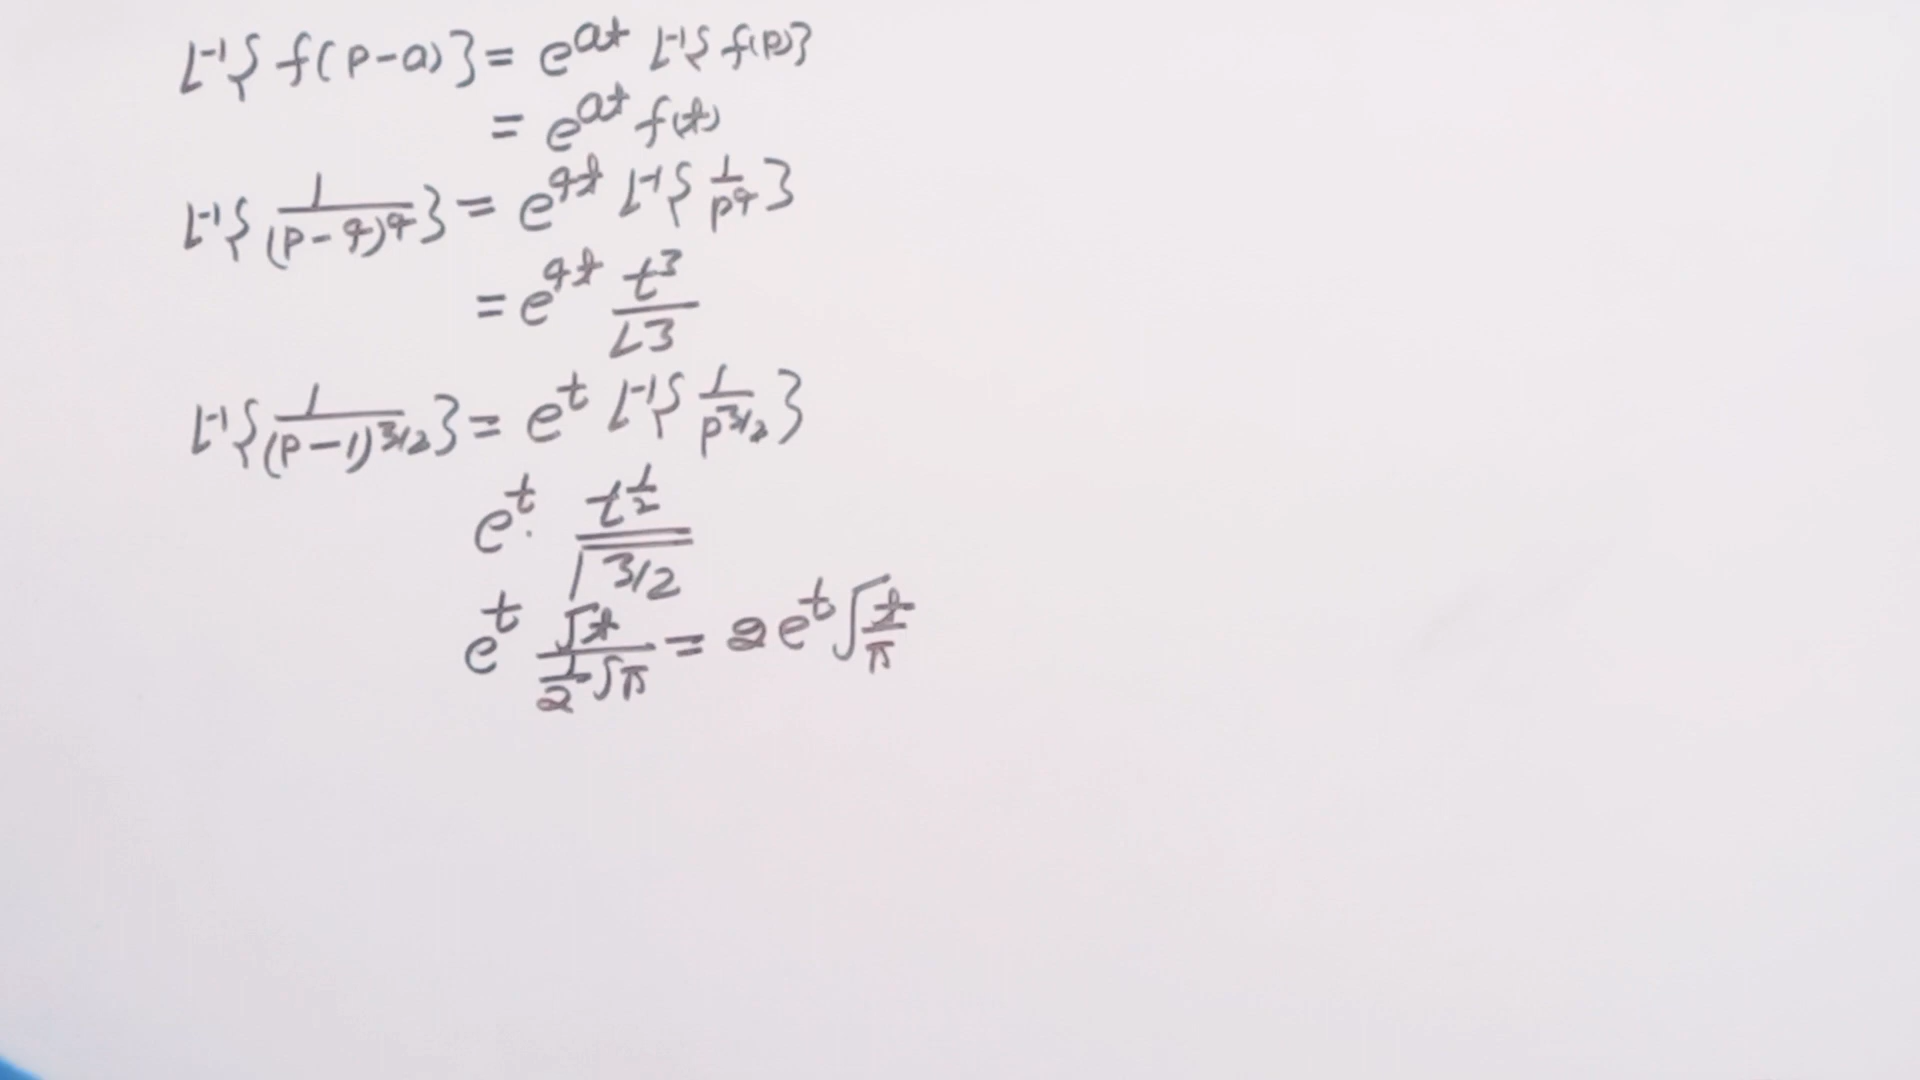 L⁻¹{ f(p-a) } = e^{at} L⁻¹{ f(p) }
= e^{at} f(t)
L⁻¹{ 1/(p-4)^4 } = e^{4t} L⁻¹{ 1/p^4 }
= e^{4t} t³/∠3
L⁻¹{ 1/(p-1)^{3/2} } = e^t L⁻¹{ 1/p^{3/2} }
e^t · t^{1/2}/Γ3/2
e^t √t/(1/2 √π) = 2e^t √(t/π)